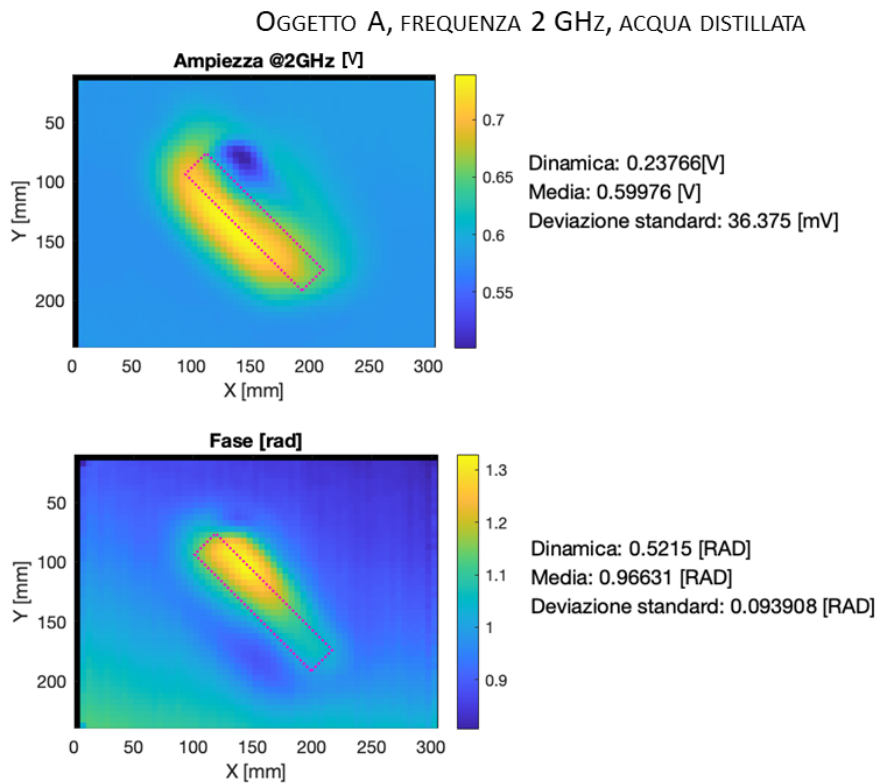 OGGETTO A, FREQUENZA 2 GHZ, ACQUA DISTILLATA
Ampiezza @2GHz [V]
50
100
150
200
Y [mm]
0 50 100 150 200 250 300
X [mm]
0.7
0.65
0.6
0.55
Dinamica: 0.23766[V]
Media: 0.59976 [V]
Deviazione standard: 36.375 [mV]
Fase [rad]
50
100
150
200
Y [mm]
0 50 100 150 200 250 300
X [mm]
1.3
1.2
1.1
1
0.9
Dinamica: 0.5215 [RAD]
Media: 0.96631 [RAD]
Deviazione standard: 0.093908 [RAD]